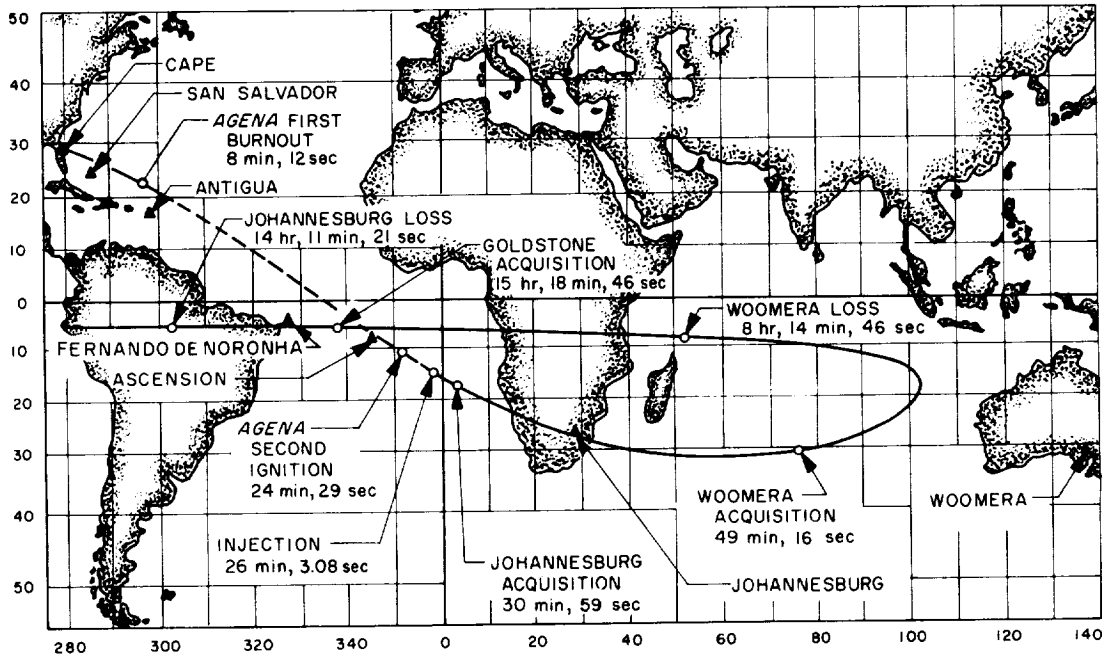 50
40
30
20
10
0
10
20
30
40
50
CAPE
SAN SALVADOR
AGENA FIRST
BURNOUT
8 min, 12 sec
ANTIGUA
JOHANNESBURG LOSS
14 hr, 11 min, 21 sec
GOLDSTONE
ACQUISITION
15 hr, 18 min, 46 sec
WOOMERA LOSS
8 hr, 14 min, 46 sec
FERNANDO DE NORONHA
ASCENSION
AGENA
SECOND
IGNITION
24 min, 29 sec
INJECTION
26 min, 3.08 sec
JOHANNESBURG
ACQUISITION
30 min, 59 sec
JOHANNESBURG
WOOMERA
ACQUISITION
49 min, 16 sec
WOOMERA
280
300
320
340
0
20
40
60
80
100
120
140